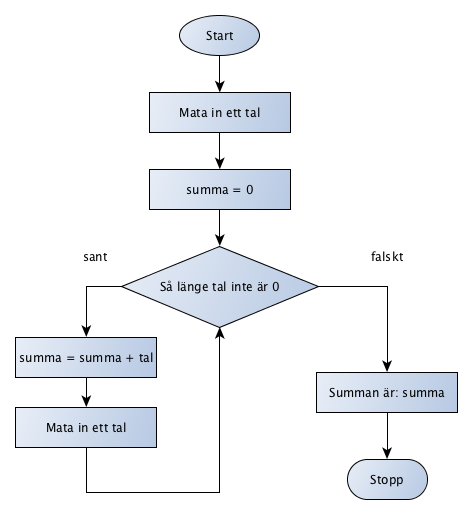 Start
Mata in ett tal
summa = 0
sant
falskt
Så länge tal inte är 0
summa = summa + tal
Mata in ett tal
Summan är: summa
Stopp